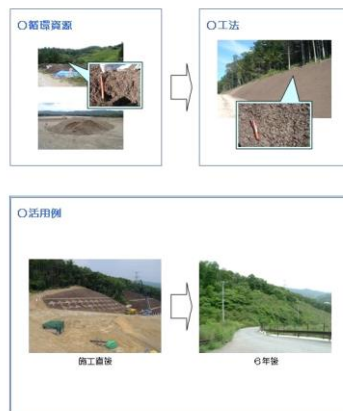 ○循環資源
○工法
○活用例
施工直後
6年後